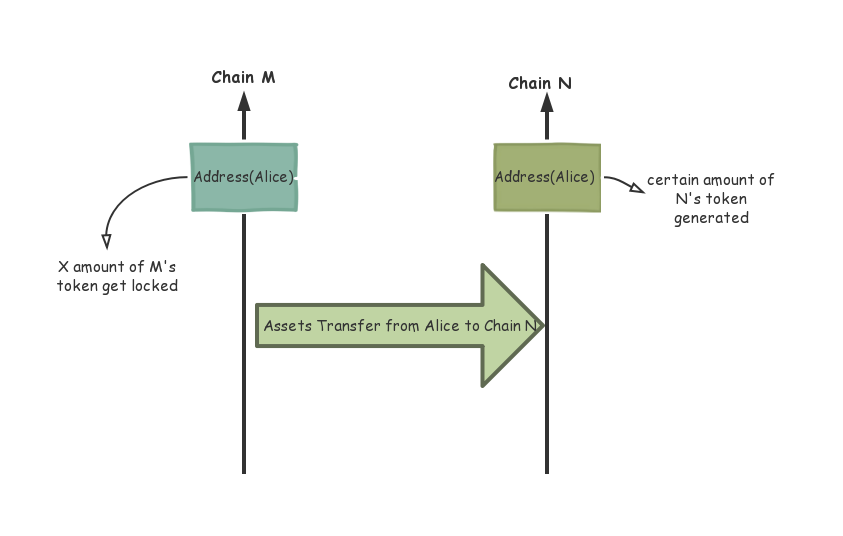 Chain M
Chain N
Address(Alice)
Address(Alice)
certain amount of
N's token
generated
X amount of M's
token get locked
Assets Transfer from Alice to Chain N